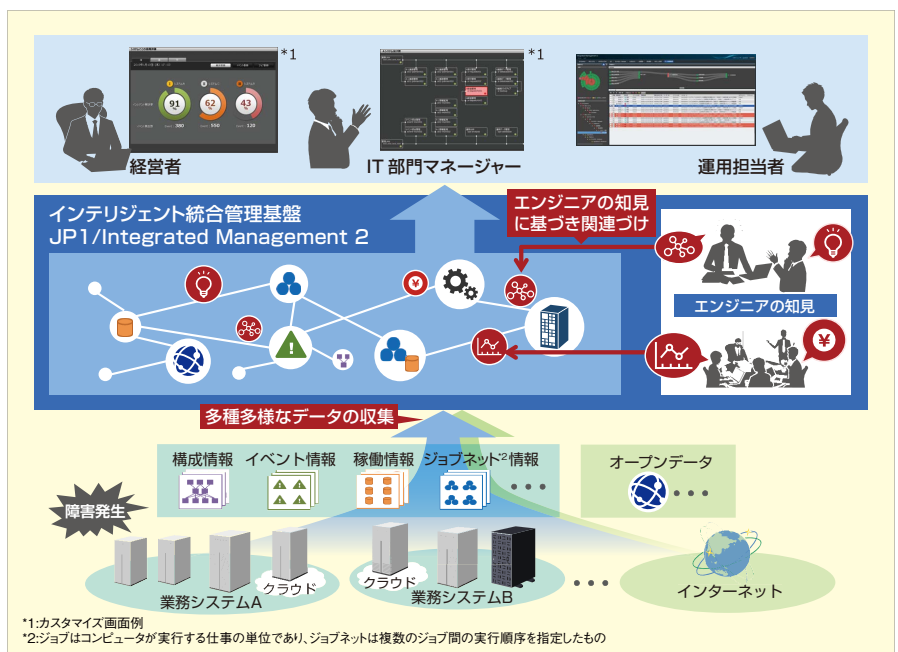 *1
*1
91
%
62
%
43
%
380
550
120
経営者
IT 部門マネージャー
運用担当者
インテリジェント統合管理基盤
JP1/Integrated Management 2
エンジニアの知見
に基づき関連づけ
エンジニアの知見
多種多様なデータの収集
構成情報
イベント情報
稼働情報
ジョブネット*2情報
・・・
オープンデータ
・・・
障害発生
クラウド
業務システムA
クラウド
業務システムB
・・・
インターネット
*1:カスタマイズ画面例
*2:ジョブはコンピュータが実行する仕事の単位であり、ジョブネットは複数のジョブ間の実行順序を指定したもの